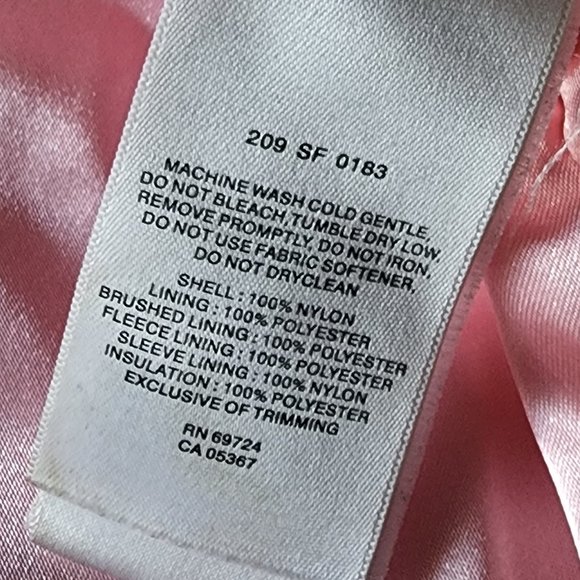 209 SF 0183
MACHINE WASH COLD GENTLE,
DO NOT BLEACH, TUMBLE DRY LOW,
REMOVE PROMPTLY, DO NOT IRON,
DO NOT USE FABRIC SOFTENER,
DO NOT DRYCLEAN
SHELL : 100% NYLON
LINING : 100% POLYESTER
BRUSHED LINING : 100% POLYESTER
FLEECE LINING : 100% POLYESTER
SLEEVE LINING : 100% NYLON
INSULATION : 100% POLYESTER
EXCLUSIVE OF TRIMMING
RN 69724
CA 05367